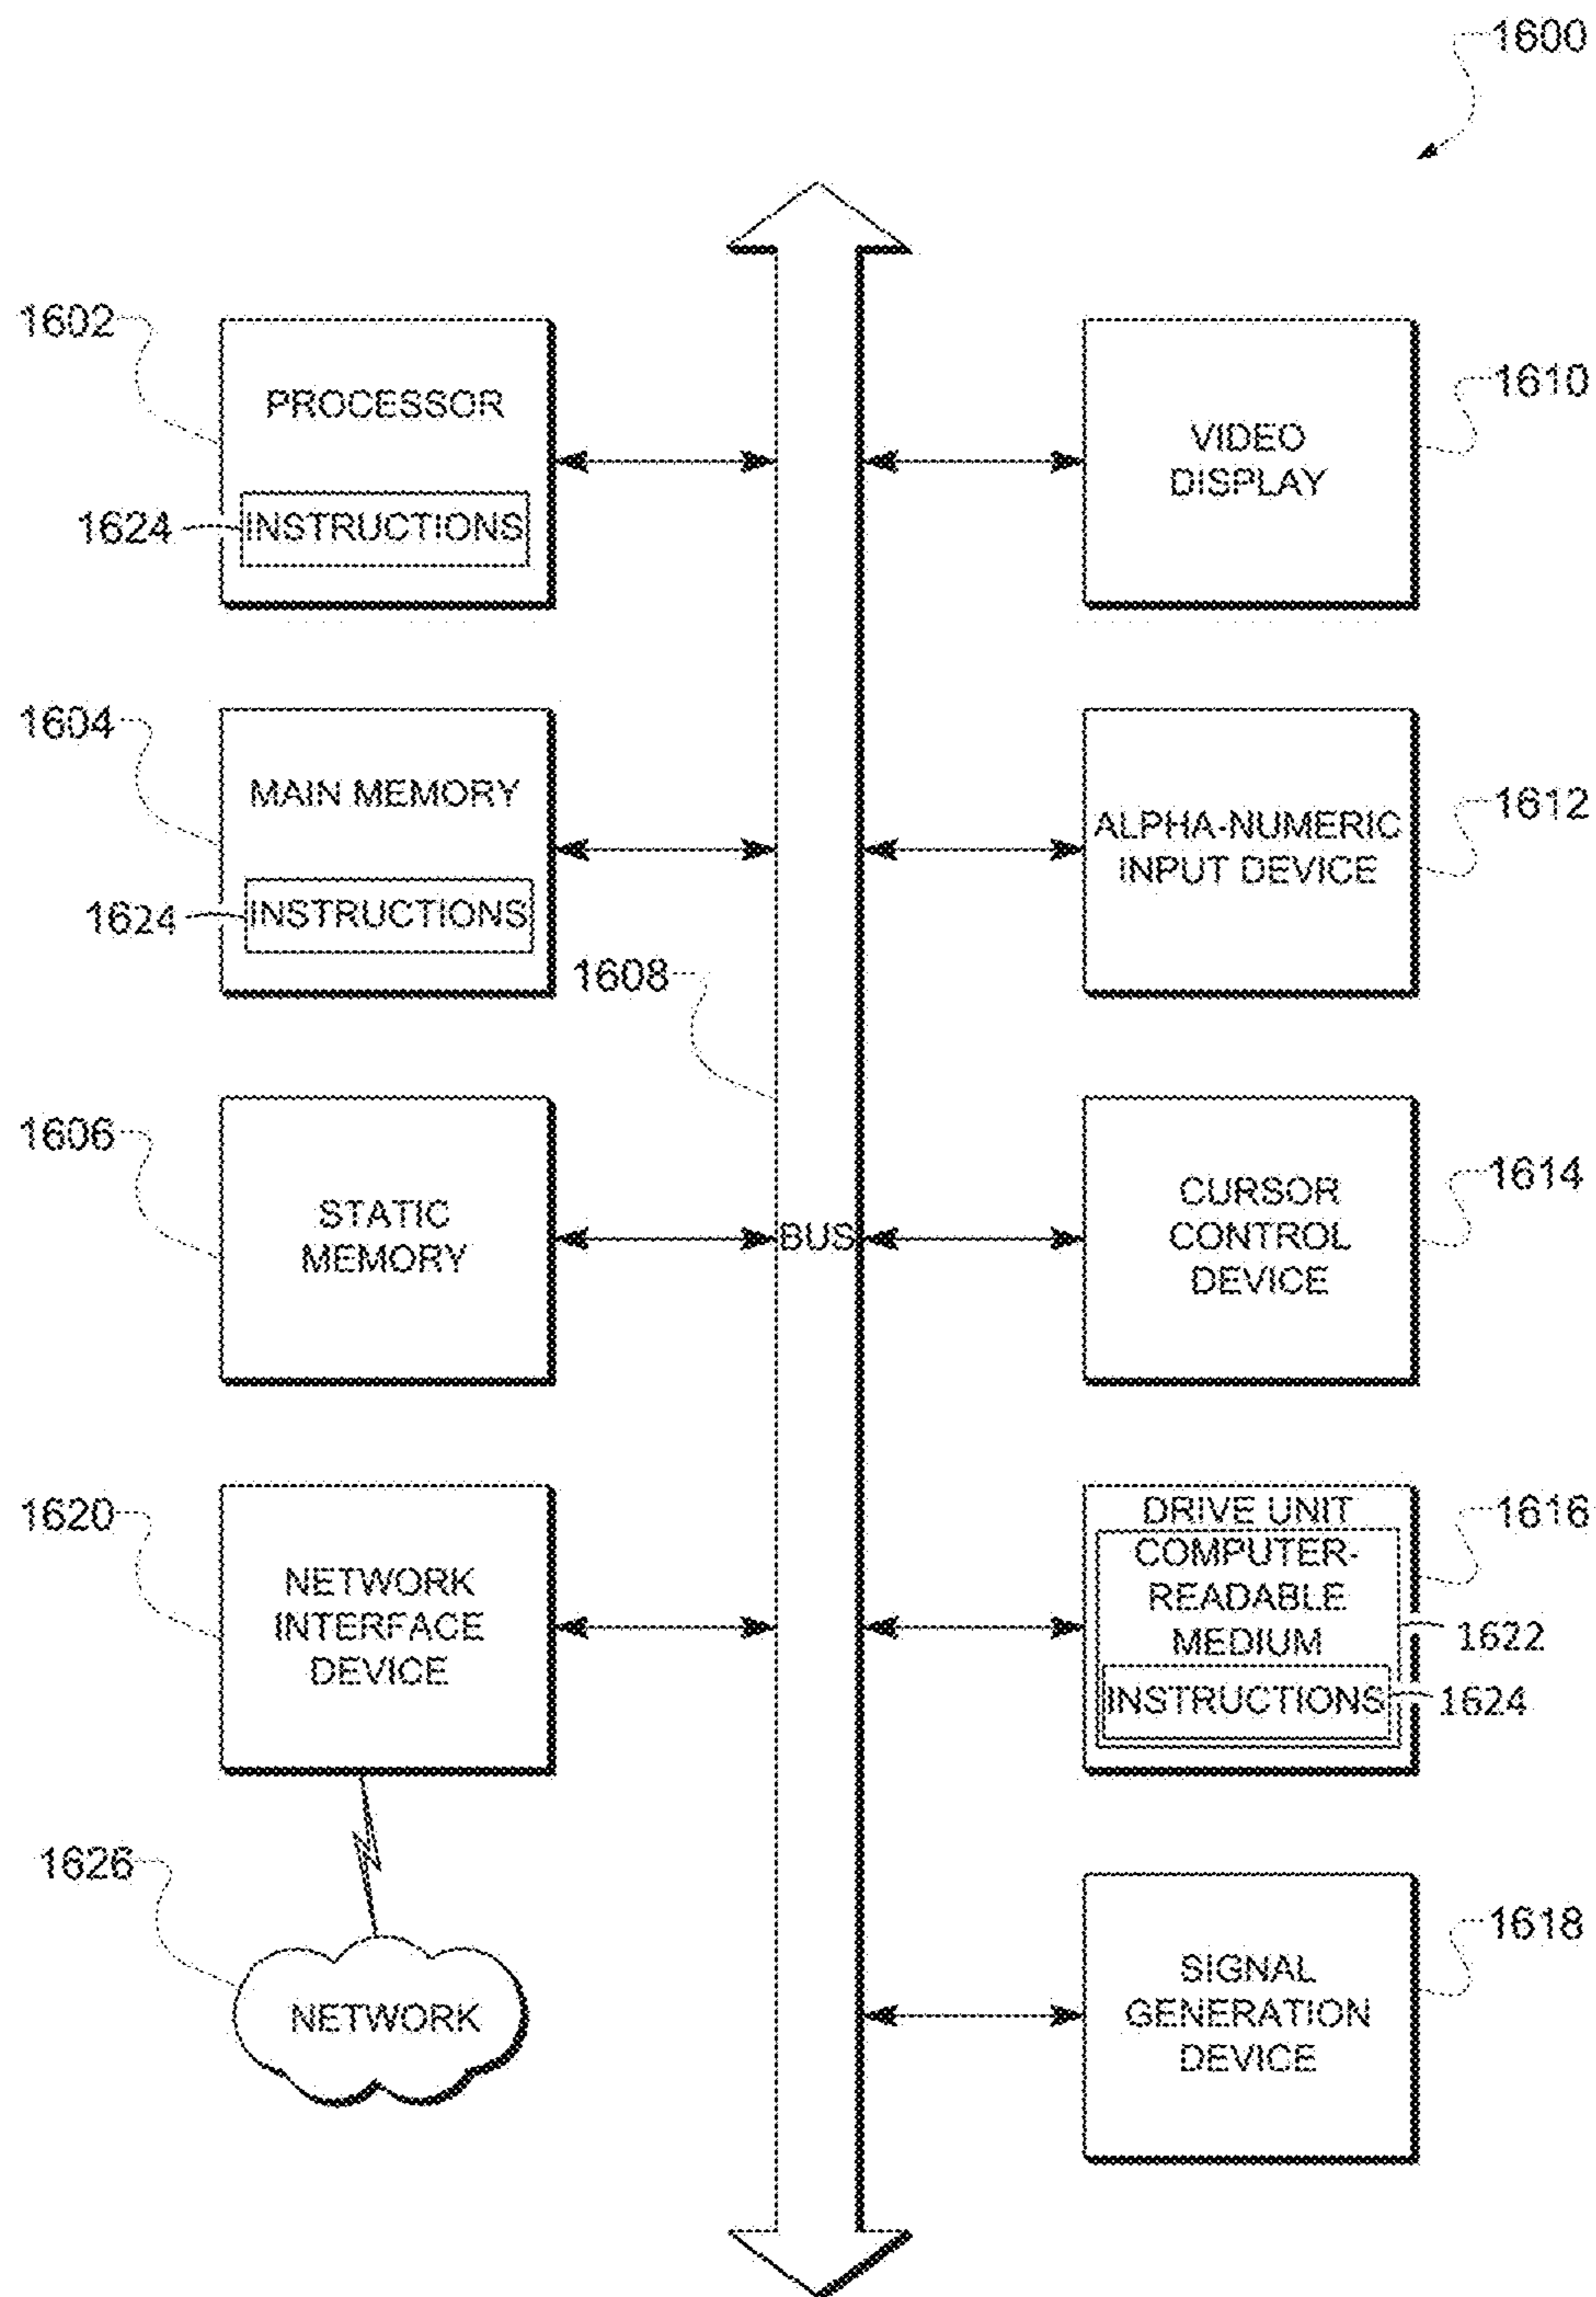 1600
1602
PROCESSOR
1624
INSTRUCTIONS
1610
VIDEO
DISPLAY
1604
MAIN MEMORY
1624
INSTRUCTIONS
1612
ALPHA-NUMERIC
INPUT DEVICE
1608
1606
STATIC
MEMORY
BUS
1614
CURSOR
CONTROL
DEVICE
1620
NETWORK
INTERFACE
DEVICE
1616
DRIVE UNIT
COMPUTER-
READABLE
MEDIUM
1622
INSTRUCTIONS
1624
1626
NETWORK
1618
SIGNAL
GENERATION
DEVICE